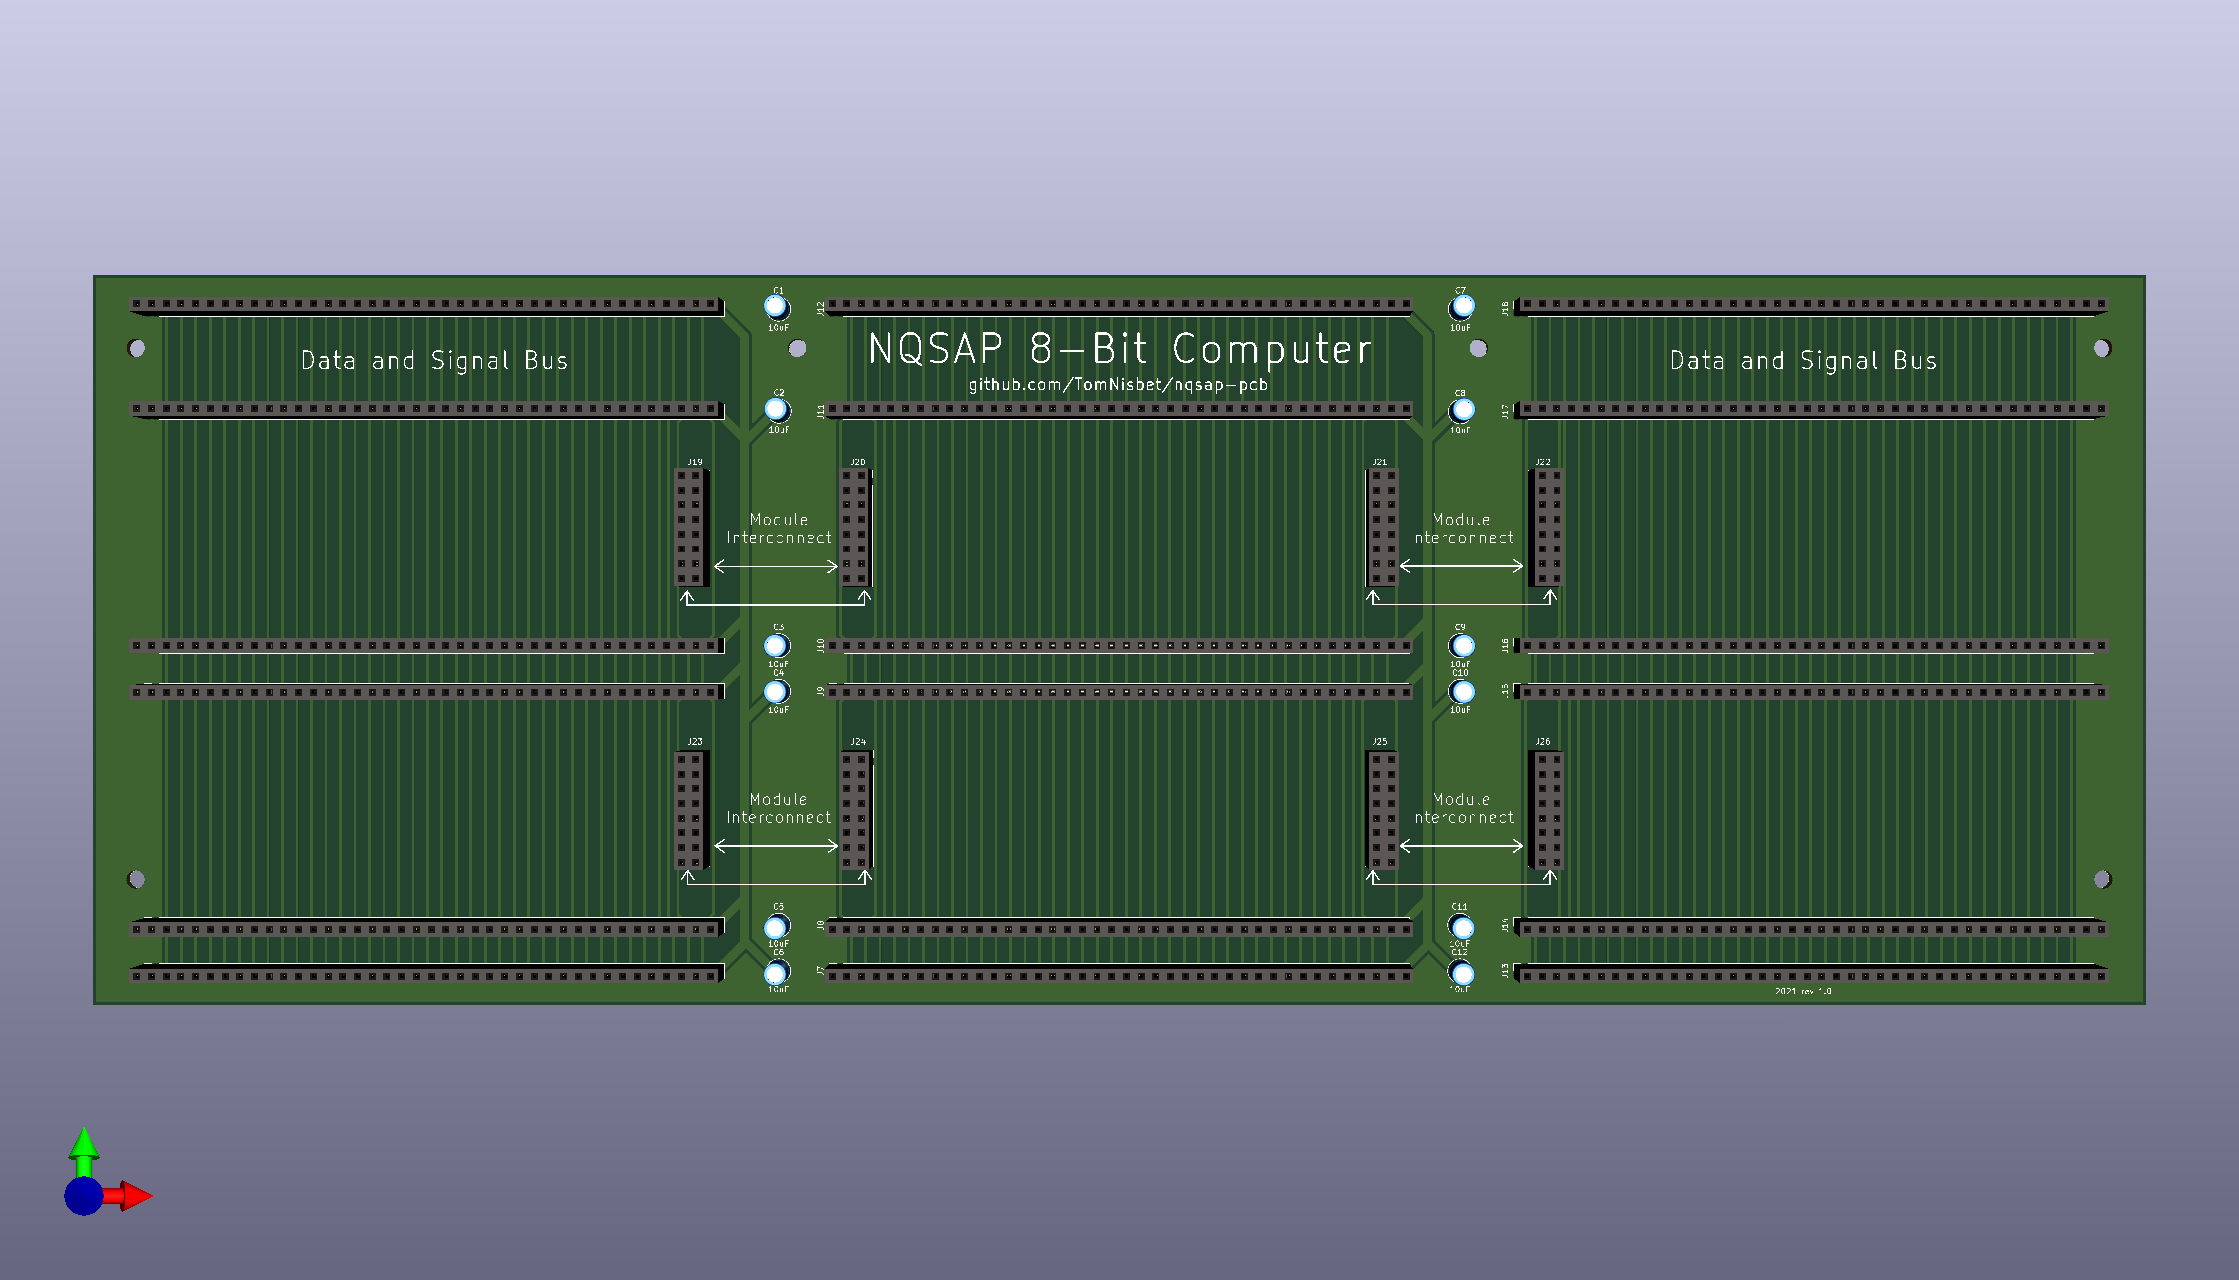 C1
10uF
J12
C7
10uF
J18
NQSAP 8-Bit Computer
github.com/TomNisbet/nqsap-pcb
Data and Signal Bus
Data and Signal Bus
C2
10uF
J11
C8
10uF
J17
J19
J20
J21
J22
Module
Interconnect
Module
nterconnect
C3
10uF
J10
C9
10uF
J16
C4
10uF
J9
C10
10uF
J15
J23
J24
J25
J26
Module
Interconnect
Module
nterconnect
10uF
J8
C11
10uF
J14
C6
10uF
J7
C12
10uF
J13
2021 rev 1.0